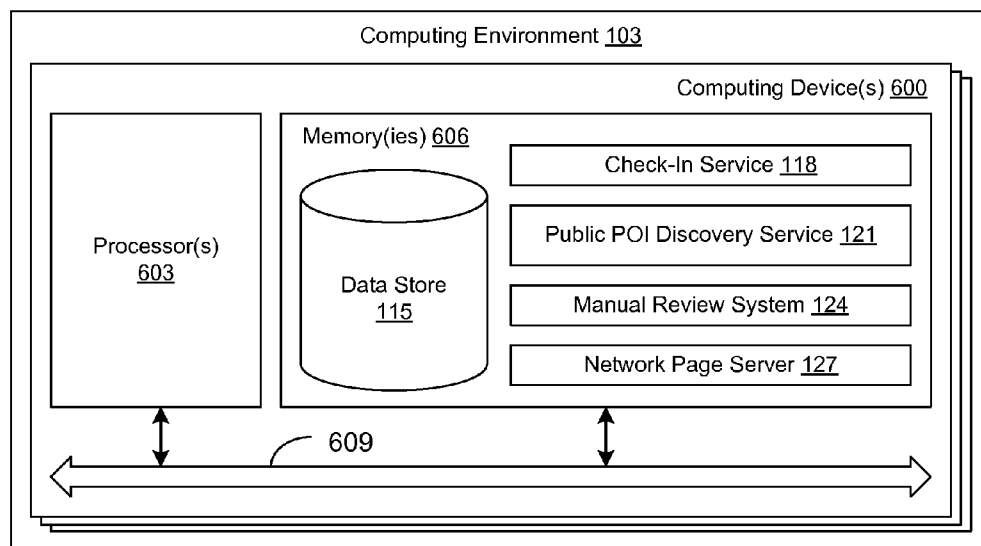 Computing Environment 103
Computing Device(s) 600
Processor(s)
603
Memory(ies) 606
Data Store
115
Check-In Service 118
Public POI Discovery Service 121
Manual Review System 124
Network Page Server 127
609